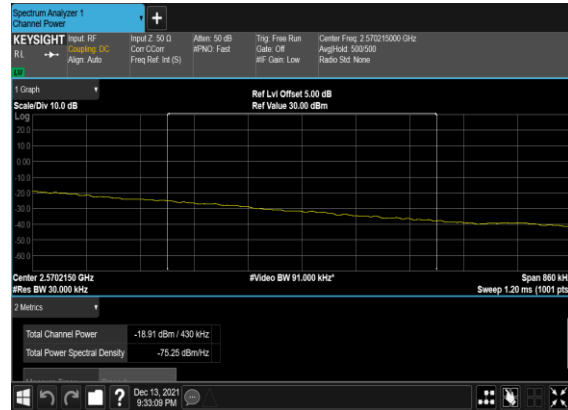 Spectrum Analyzer 1
Channel Power
+
KEYSIGHT Input: RF Input Z: 50 Ω Atten: 50 dB Trig: Free Run Center Freq: 2.570215000 GHz
RL Coupling: DC Corr CCorr #PNO: Fast Gate: Off Avg|Hold: 500/500
Align: Auto Freq Ref: Int (S) #IF Gain: Low Radio Std: None
1 Graph
Ref Lvl Offset 5.00 dB
Scale/Div 10.0 dB Ref Value 30.00 dBm
Log
20.0
10.0
0.00
-10.0
-20.0
-30.0
-40.0
-50.0
-60.0
Center 2.5702150 GHz #Video BW 91.000 kHz* Span 860 kH
#Res BW 30.000 kHz Sweep 1.20 ms (1001 pts
2 Metrics
Total Channel Power -18.91 dBm / 430 kHz
Total Power Spectral Density -75.25 dBm/Hz
? Dec 13, 2021
9:33:09 PM